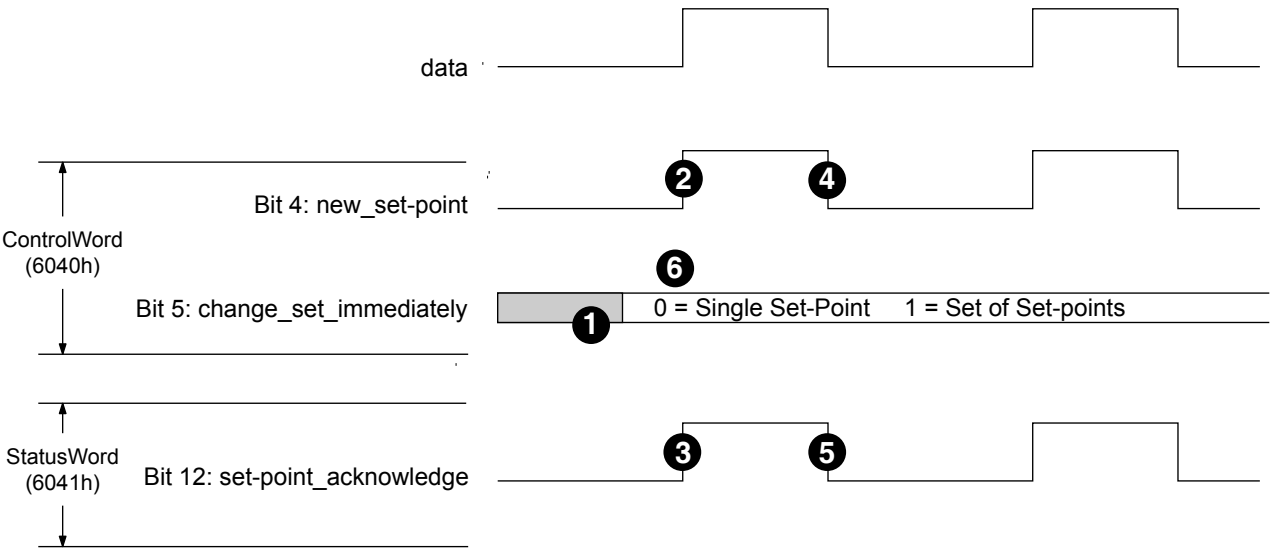 data
2
4
Bit 4: new_set-point
ControlWord
(6040h)
6
Bit 5: change_set_immediately
1
0 = Single Set-Point 1 = Set of Set-points
StatusWord
(6041h)
Bit 12: set-point_acknowledge
3
5